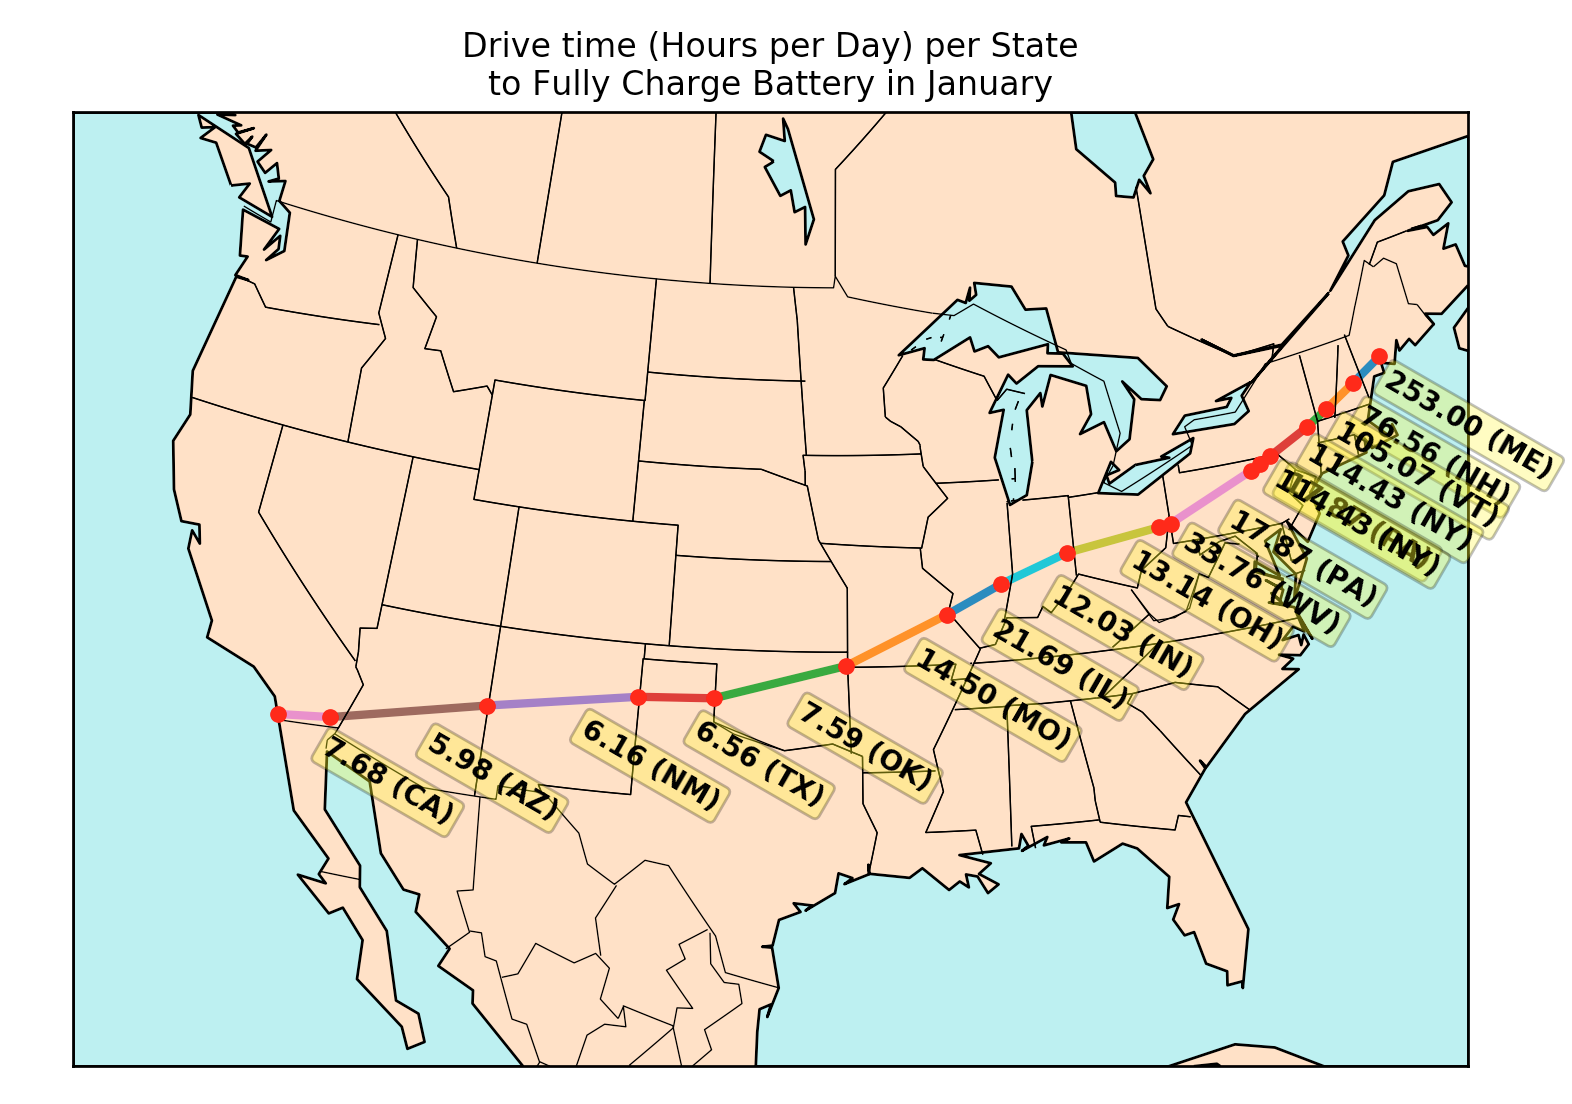 Drive time (Hours per Day) per State
to Fully Charge Battery in January
253.00 (ME)
76.56 (NH)
105.07 (VT)
114.43 (NY)
114.43 (NY)
17.87 (PA)
33.76 (WV)
13.14 (OH)
12.03 (IN)
21.69 (IL)
14.50 (MO)
7.59 (OK)
6.56 (TX)
6.16 (NM)
5.98 (AZ)
7.68 (CA)